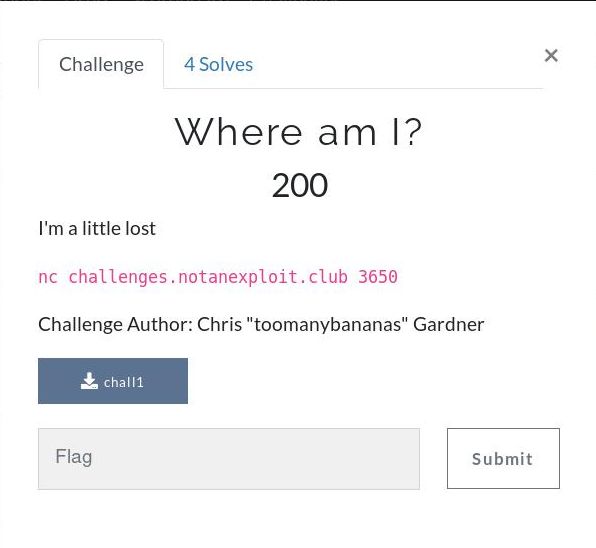 Challenge
4 Solves
×
Where am I?
200
I'm a little lost
nc challenges.notanexploit.club 3650
Challenge Author: Chris "toomanybananas" Gardner
chall1
Flag
Submit